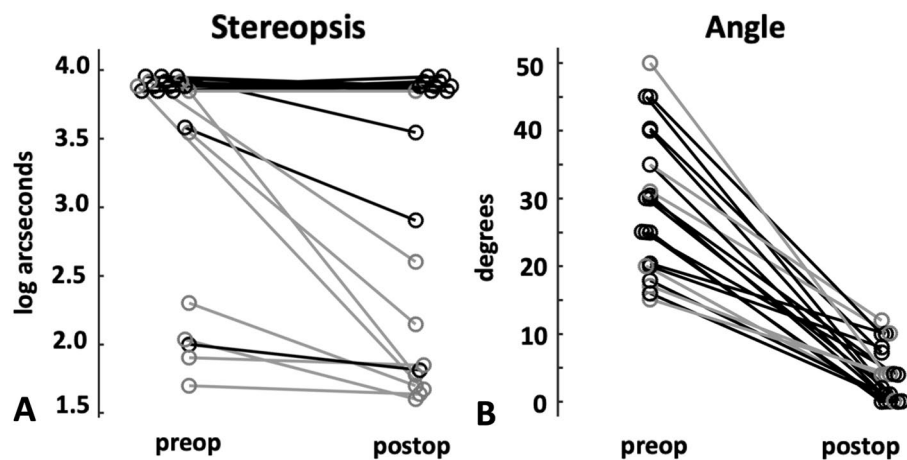 Stereopsis
4.0
3.5
3.0
2.5
2.0
1.5
log arcseconds
preop
postop
A
Angle
50
40
30
20
10
0
degrees
preop
postop
B